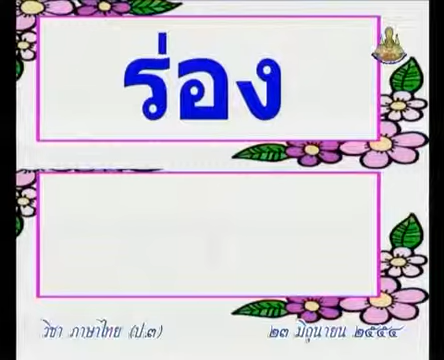 ร่อง
วิชา ภาษาไทย (ป.๓)
๒๓ มิถุนายน ๒๕๕๔